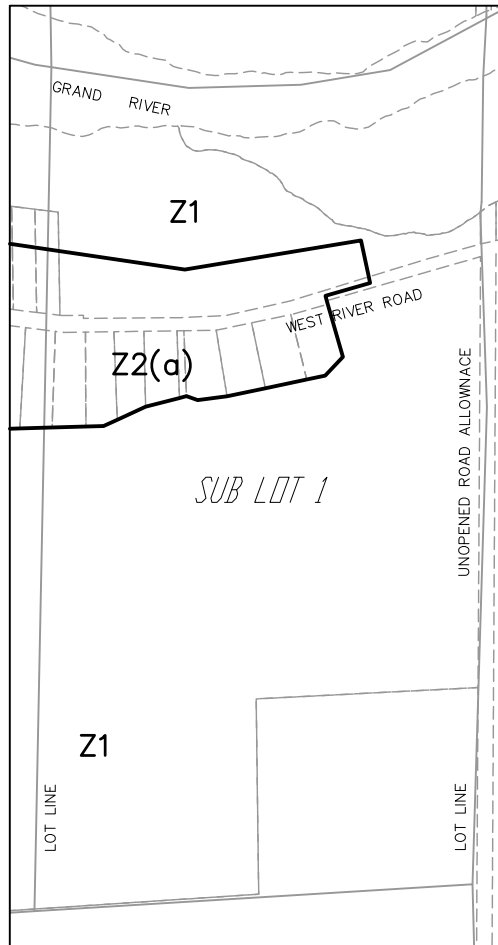 GRAND RIVER
Z1
WEST RIVER ROAD
Z2(a)
UNOPENED ROAD ALLOWNACE
SUB LOT 1
Z1
LOT LINE
LOT LINE